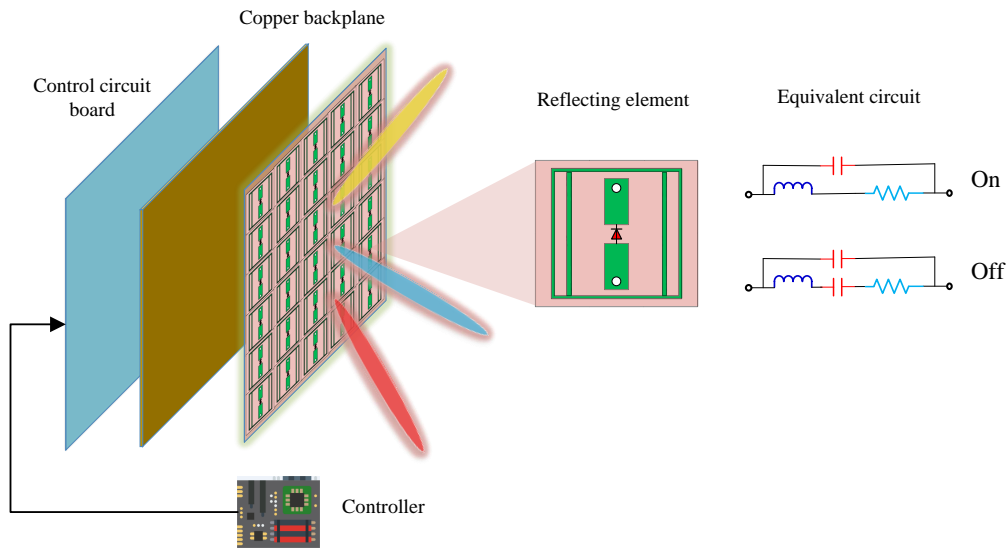 Copper backplane
Control circuit
board
Reflecting element
Equivalent circuit
On
Off
Controller